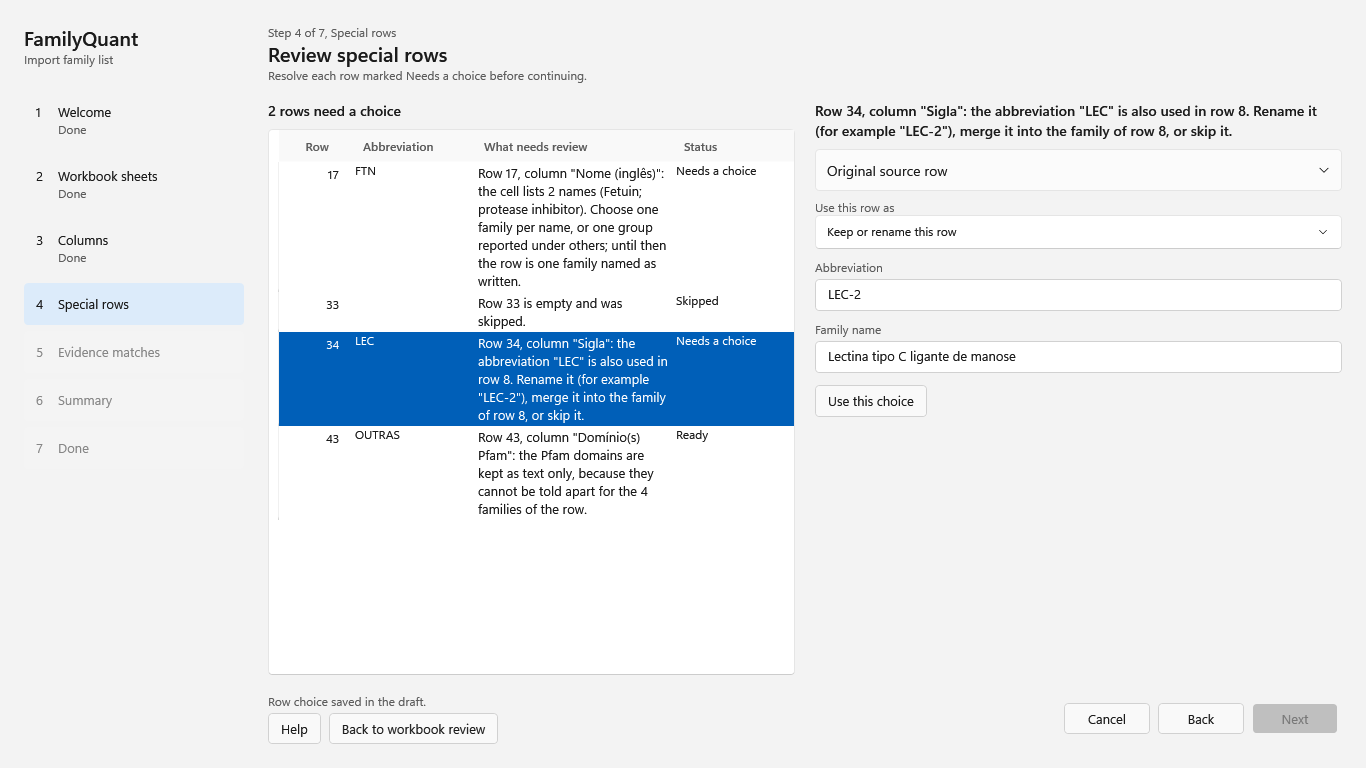 FamilyQuant
Import family list
1 Welcome
Done
2 Workbook sheets
Done
3 Columns
Done
4 Special rows
5 Evidence matches
6 Summary
7 Done
Step 4 of 7, Special rows
Review special rows
Resolve each row marked Needs a choice before continuing.
2 rows need a choice
Row Abbreviation What needs review Status
17 FTN Row 17, column "Nome (inglês)": Needs a choice
the cell lists 2 names (Fetuin;
protease inhibitor). Choose one
family per name, or one group
reported under others; until then
the row is one family named as
written.
33 Row 33 is empty and was Skipped
skipped.
34 LEC Row 34, column "Sigla": the Needs a choice
abbreviation "LEC" is also used in
row 8. Rename it (for example
"LEC-2"), merge it into the family
of row 8, or skip it.
43 OUTRAS Row 43, column "Domínio(s) Ready
Pfam": the Pfam domains are
kept as text only, because they
cannot be told apart for the 4
families of the row.
Row 34, column "Sigla": the abbreviation "LEC" is also used in row 8. Rename it
(for example "LEC-2"), merge it into the family of row 8, or skip it.
Original source row
Use this row as
Keep or rename this row
Abbreviation
LEC-2
Family name
Lectina tipo C ligante de manose
Use this choice
Row choice saved in the draft.
Help Back to workbook review
Cancel Back Next